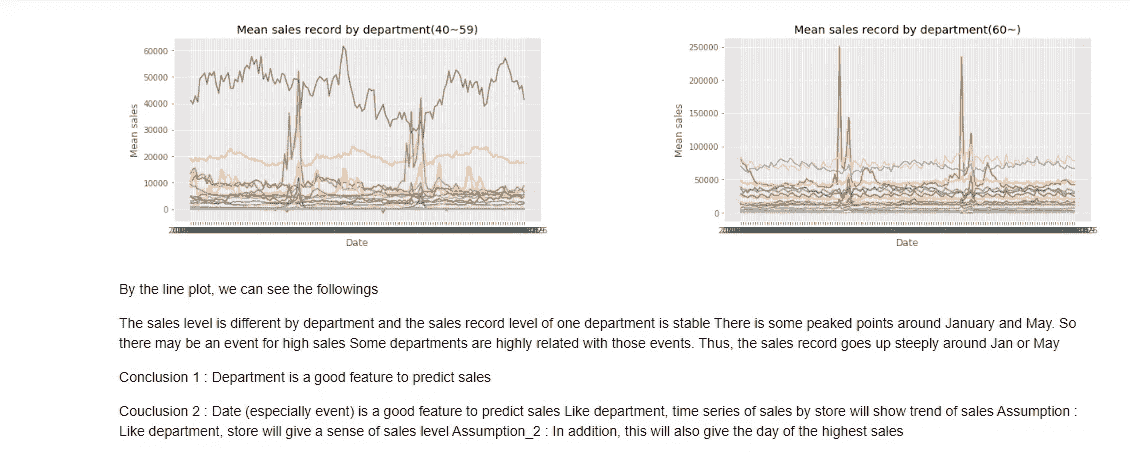 Mean sales record by department(40~59)
Mean sales record by department(60~)
60000
50000
40000
30000
20000
10000
0
Mean sales
Date
250000
200000
150000
100000
50000
0
Mean sales
Date
By the line plot, we can see the followings
The sales level is different by department and the sales record level of one department is stable There is some peaked points around January and May. So
there may be an event for high sales Some departments are highly related with those events. Thus, the sales record goes up steeply around Jan or May
Conclusion 1 : Department is a good feature to predict sales
Couclusion 2 : Date (especially event) is a good feature to predict sales Like department, time series of sales by store will show trend of sales Assumption :
Like department, store will give a sense of sales level Assumption_2 : In addition, this will also give the day of the highest sales